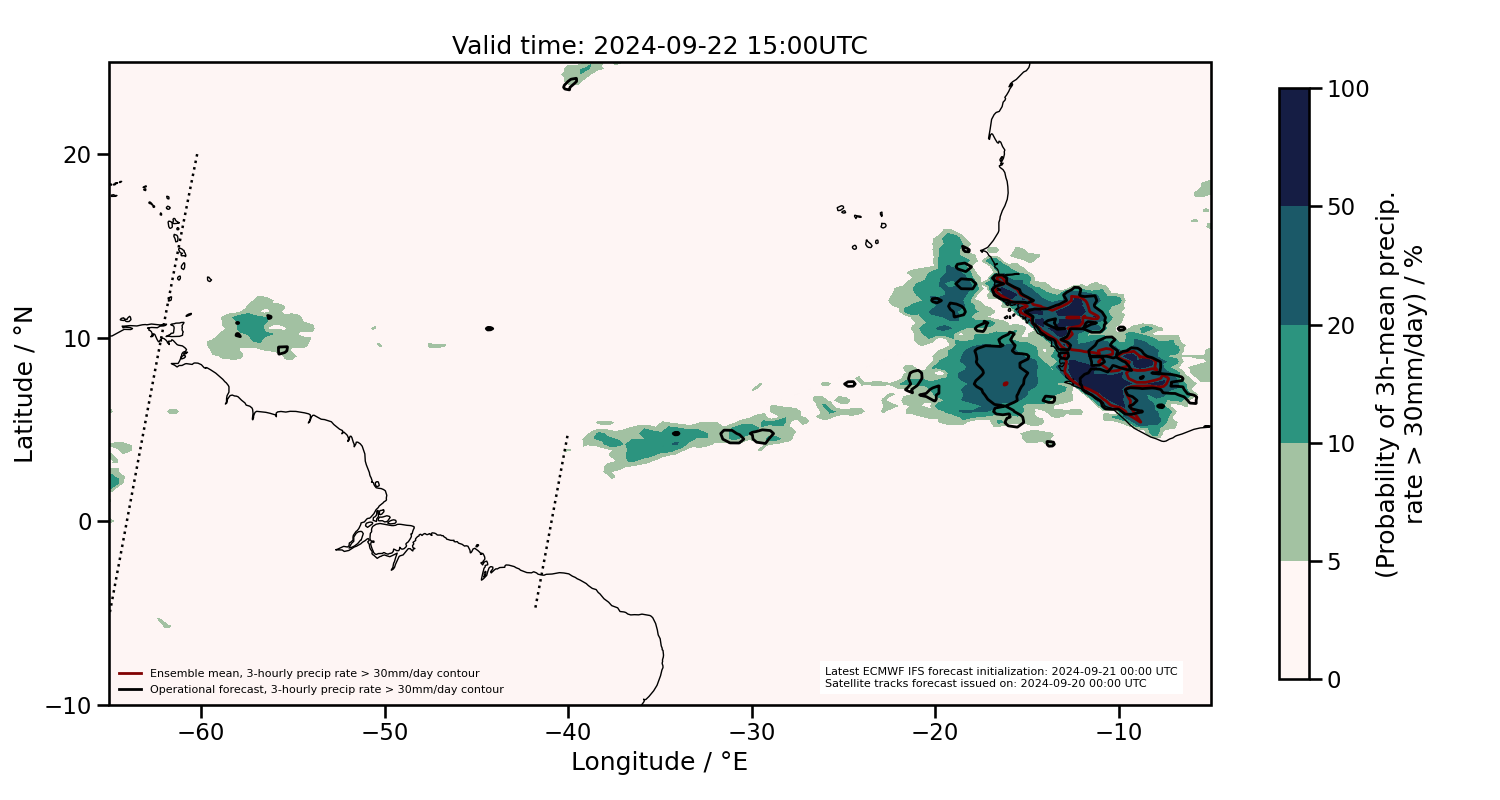 Valid time: 2024-09-22 15:00UTC
Latitude / °N
20
10
0
−10
−60
−50
−40
−30
−20
−10
Longitude / °E
Ensemble mean, 3-hourly precip rate > 30mm/day contour
Operational forecast, 3-hourly precip rate > 30mm/day contour
Latest ECMWF IFS forecast initialization: 2024-09-21 00:00 UTC
Satellite tracks forecast issued on: 2024-09-20 00:00 UTC
100
50
20
10
5
0
(Probability of 3h-mean precip.
rate > 30mm/day) / %